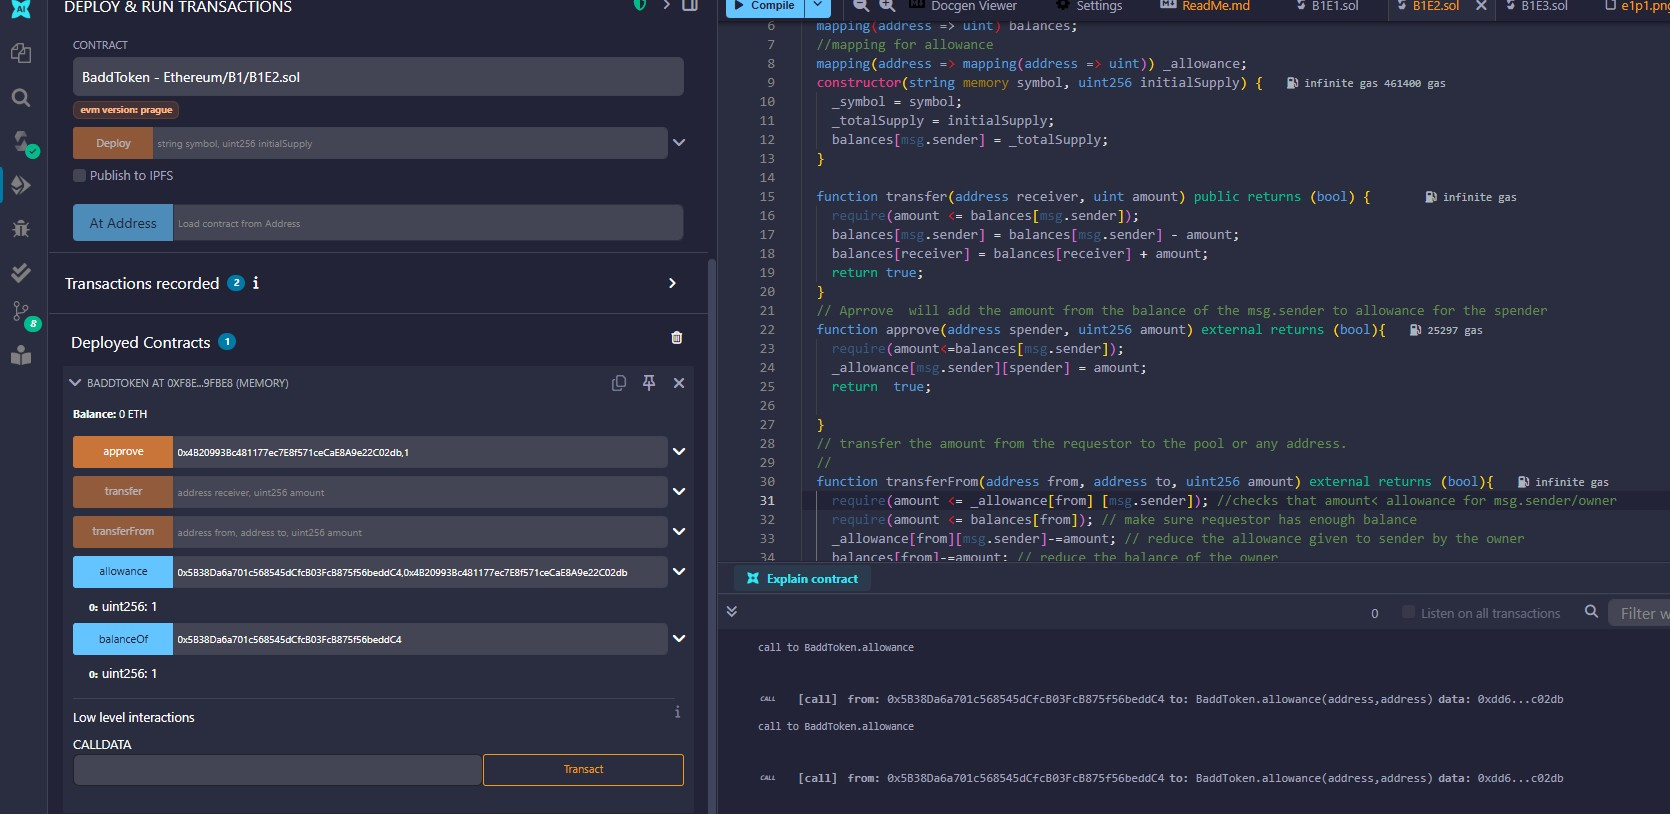 DEPLOY & RUN TRANSACTIONS
CONTRACT
BaddToken - Ethereum/B1/B1E2.sol
evm version: prague
Deploy
string symbol, uint256 initialSupply
Publish to IPFS
At Address
Load contract from Address
Transactions recorded 2 i
Deployed Contracts 1
BADDTOKEN AT 0XF8E...9FBE8 (MEMORY)
Balance: 0 ETH
approve
0x4B20993Bc481177ec7E8f571ceCaE8A9e22C02db,1
transfer
address receiver, uint256 amount
transferFrom
address from, address to, uint256 amount
allowance
0x5B38Da6a701c568545dCfcB03FcB875f56beddC4,0x4B20993Bc481177ec7E8f571ceCaE8A9e22C02db
0: uint256: 1
balanceOf
0x5B38Da6a701c568545dCfcB03FcB875f56beddC4
0: uint256: 1
Low level interactions
i
CALLDATA
Transact
AI
8
Compile
Docgen Viewer
Settings
ReadMe.md
B1E1.sol
B1E2.sol
B1E3.sol
e1p1.png
6 mapping(address => uint) balances;
7 //mapping for allowance
8 mapping(address => mapping(address => uint)) _allowance;
9 constructor(string memory symbol, uint256 initialSupply) { infinite gas 461400 gas
10 _symbol = symbol;
11 _totalSupply = initialSupply;
12 balances[msg.sender] = _totalSupply;
13 }
14
15 function transfer(address receiver, uint amount) public returns (bool) { infinite gas
16 require(amount <= balances[msg.sender]);
17 balances[msg.sender] = balances[msg.sender] - amount;
18 balances[receiver] = balances[receiver] + amount;
19 return true;
20 }
21 // Aprrove  will add the amount from the balance of the msg.sender to allowance for the spender
22 function approve(address spender, uint256 amount) external returns (bool){ 25297 gas
23 require(amount<=balances[msg.sender]);
24 _allowance[msg.sender][spender] = amount;
25 return  true;
26
27 }
28 // transfer the amount from the requestor to the pool or any address.
29 //
30 function transferFrom(address from, address to, uint256 amount) external returns (bool){ infinite gas
31 require(amount <= _allowance[from] [msg.sender]); //checks that amount< allowance for msg.sender/owner
32 require(amount <= balances[from]); // make sure requestor has enough balance
33 _allowance[from][msg.sender]-=amount; // reduce the allowance given to sender by the owner
34 balances[from]-=amount; // reduce the balance of the owner
Explain contract
0
Listen on all transactions
Filter w
call to BaddToken.allowance
CALL [call] from: 0x5B38Da6a701c568545dCfcB03FcB875f56beddC4 to: BaddToken.allowance(address,address) data: 0xdd6...c02db
call to BaddToken.allowance
CALL [call] from: 0x5B38Da6a701c568545dCfcB03FcB875f56beddC4 to: BaddToken.allowance(address,address) data: 0xdd6...c02db